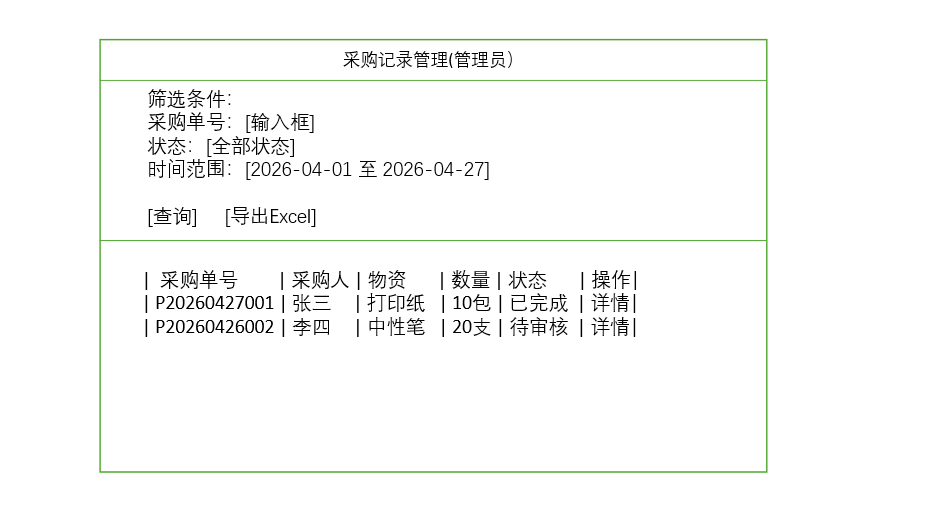 采购记录管理(管理员）
筛选条件：
采购单号：[输入框]
状态：[全部状态]
时间范围：[2026-04-01 至 2026-04-27]
[查询] [导出Excel]
| 采购单号 | 采购人 | 物资 | 数量 | 状态 | 操作|
| P20260427001 | 张三 | 打印纸 | 10包 | 已完成 | 详情|
| P20260426002 | 李四 | 中性笔 | 20支 | 待审核 | 详情|